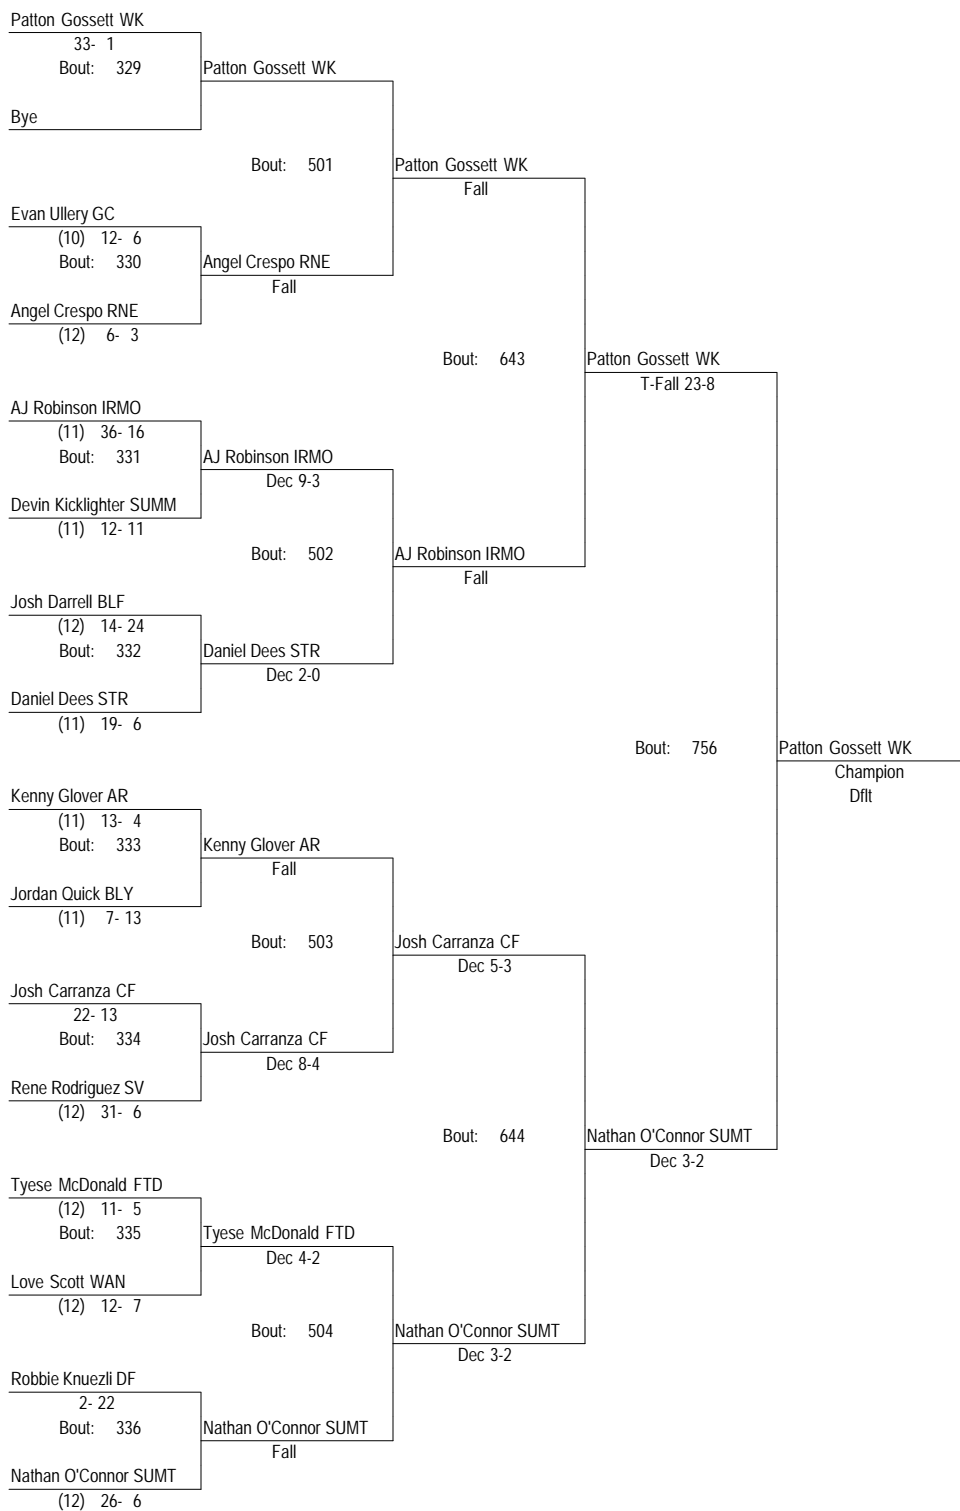 Patton Gossett WK
33- 1
Bout: 329
Patton Gossett WK
Bye
Bout: 501
Patton Gossett WK
Fall
Evan Ullery GC
(10) 12- 6
Bout: 330
Angel Crespo RNE
Fall
Angel Crespo RNE
(12) 6- 3
Bout: 643
Patton Gossett WK
T-Fall 23-8
AJ Robinson IRMO
(11) 36- 16
Bout: 331
AJ Robinson IRMO
Dec 9-3
Devin Kicklighter SUMM
(11) 12- 11
Bout: 502
AJ Robinson IRMO
Fall
Josh Darrell BLF
(12) 14- 24
Bout: 332
Daniel Dees STR
Dec 2-0
Daniel Dees STR
(11) 19- 6
Bout: 756
Patton Gossett WK
Champion
Dflt
Kenny Glover AR
(11) 13- 4
Bout: 333
Kenny Glover AR
Fall
Jordan Quick BLY
(11) 7- 13
Bout: 503
Josh Carranza CF
Dec 5-3
Josh Carranza CF
22- 13
Bout: 334
Josh Carranza CF
Dec 8-4
Rene Rodriguez SV
(12) 31- 6
Bout: 644
Nathan O'Connor SUMT
Dec 3-2
Tyese McDonald FTD
(12) 11- 5
Bout: 335
Tyese McDonald FTD
Dec 4-2
Love Scott WAN
(12) 12- 7
Bout: 504
Nathan O'Connor SUMT
Dec 3-2
Robbie Knuezli DF
2- 22
Bout: 336
Nathan O'Connor SUMT
Fall
Nathan O'Connor SUMT
(12) 26- 6